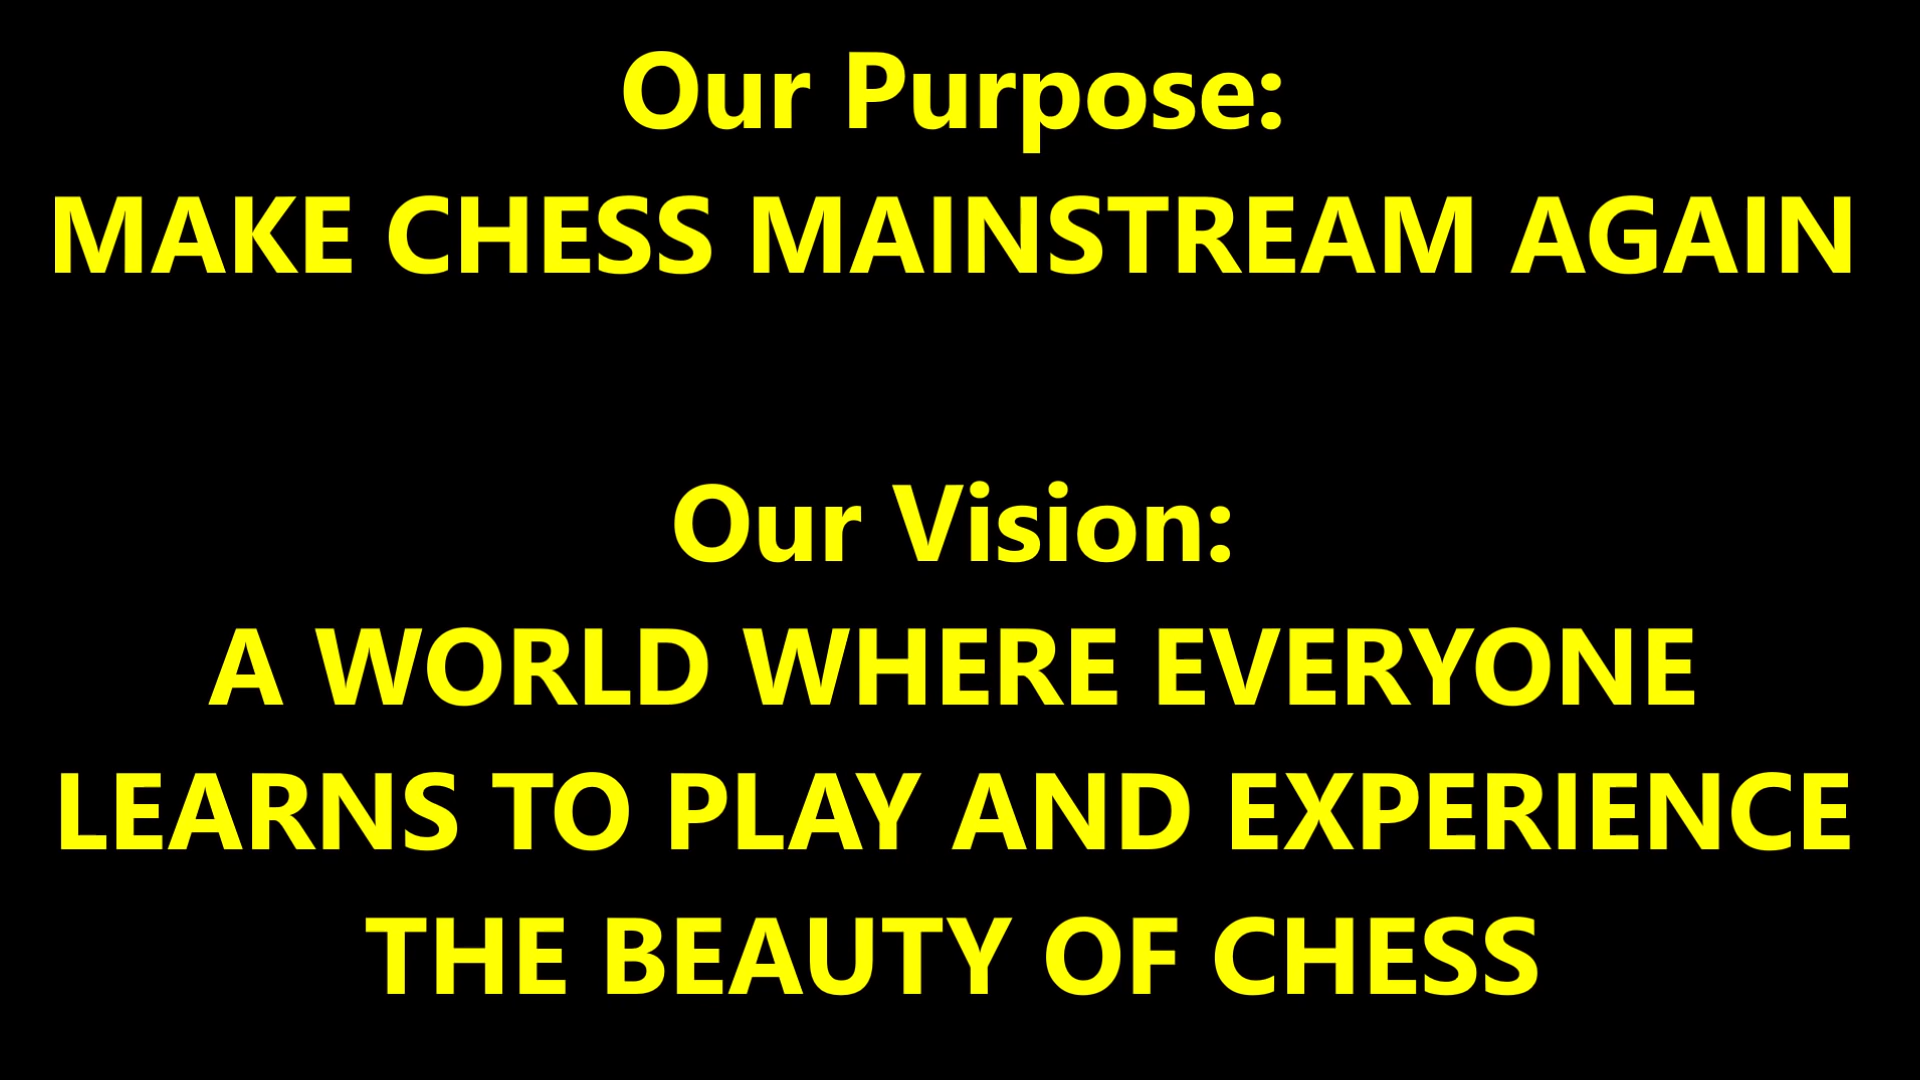 Our Purpose:
MAKE CHESS MAINSTREAM AGAIN
Our Vision:
A WORLD WHERE EVERYONE
LEARNS TO PLAY AND EXPERIENCE
THE BEAUTY OF CHESS